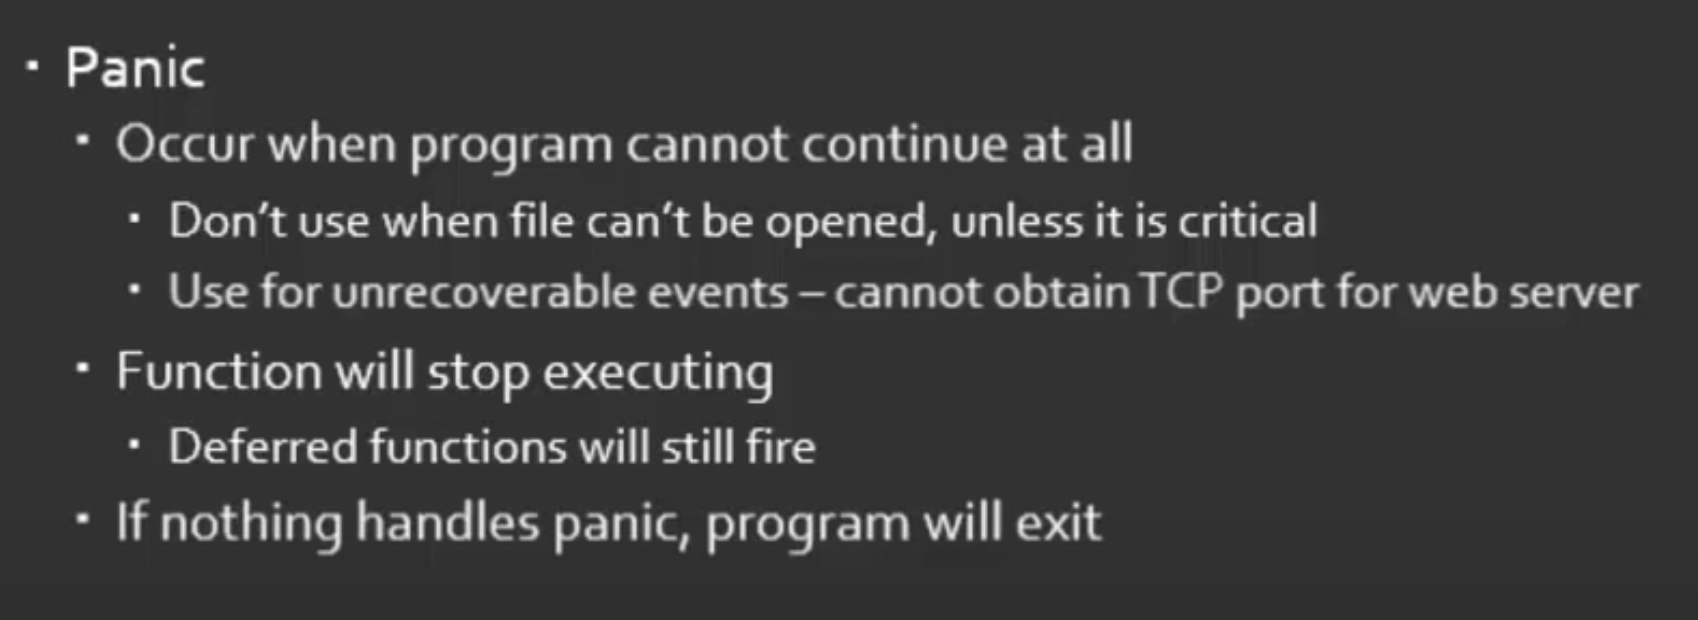 ▪ Panic
▪ Occur when program cannot continue at all
▪ Don't use when file can't be opened, unless it is critical
▪ Use for unrecoverable events – cannot obtain TCP port for web server
▪ Function will stop executing
▪ Deferred functions will still fire
▪ If nothing handles panic, program will exit